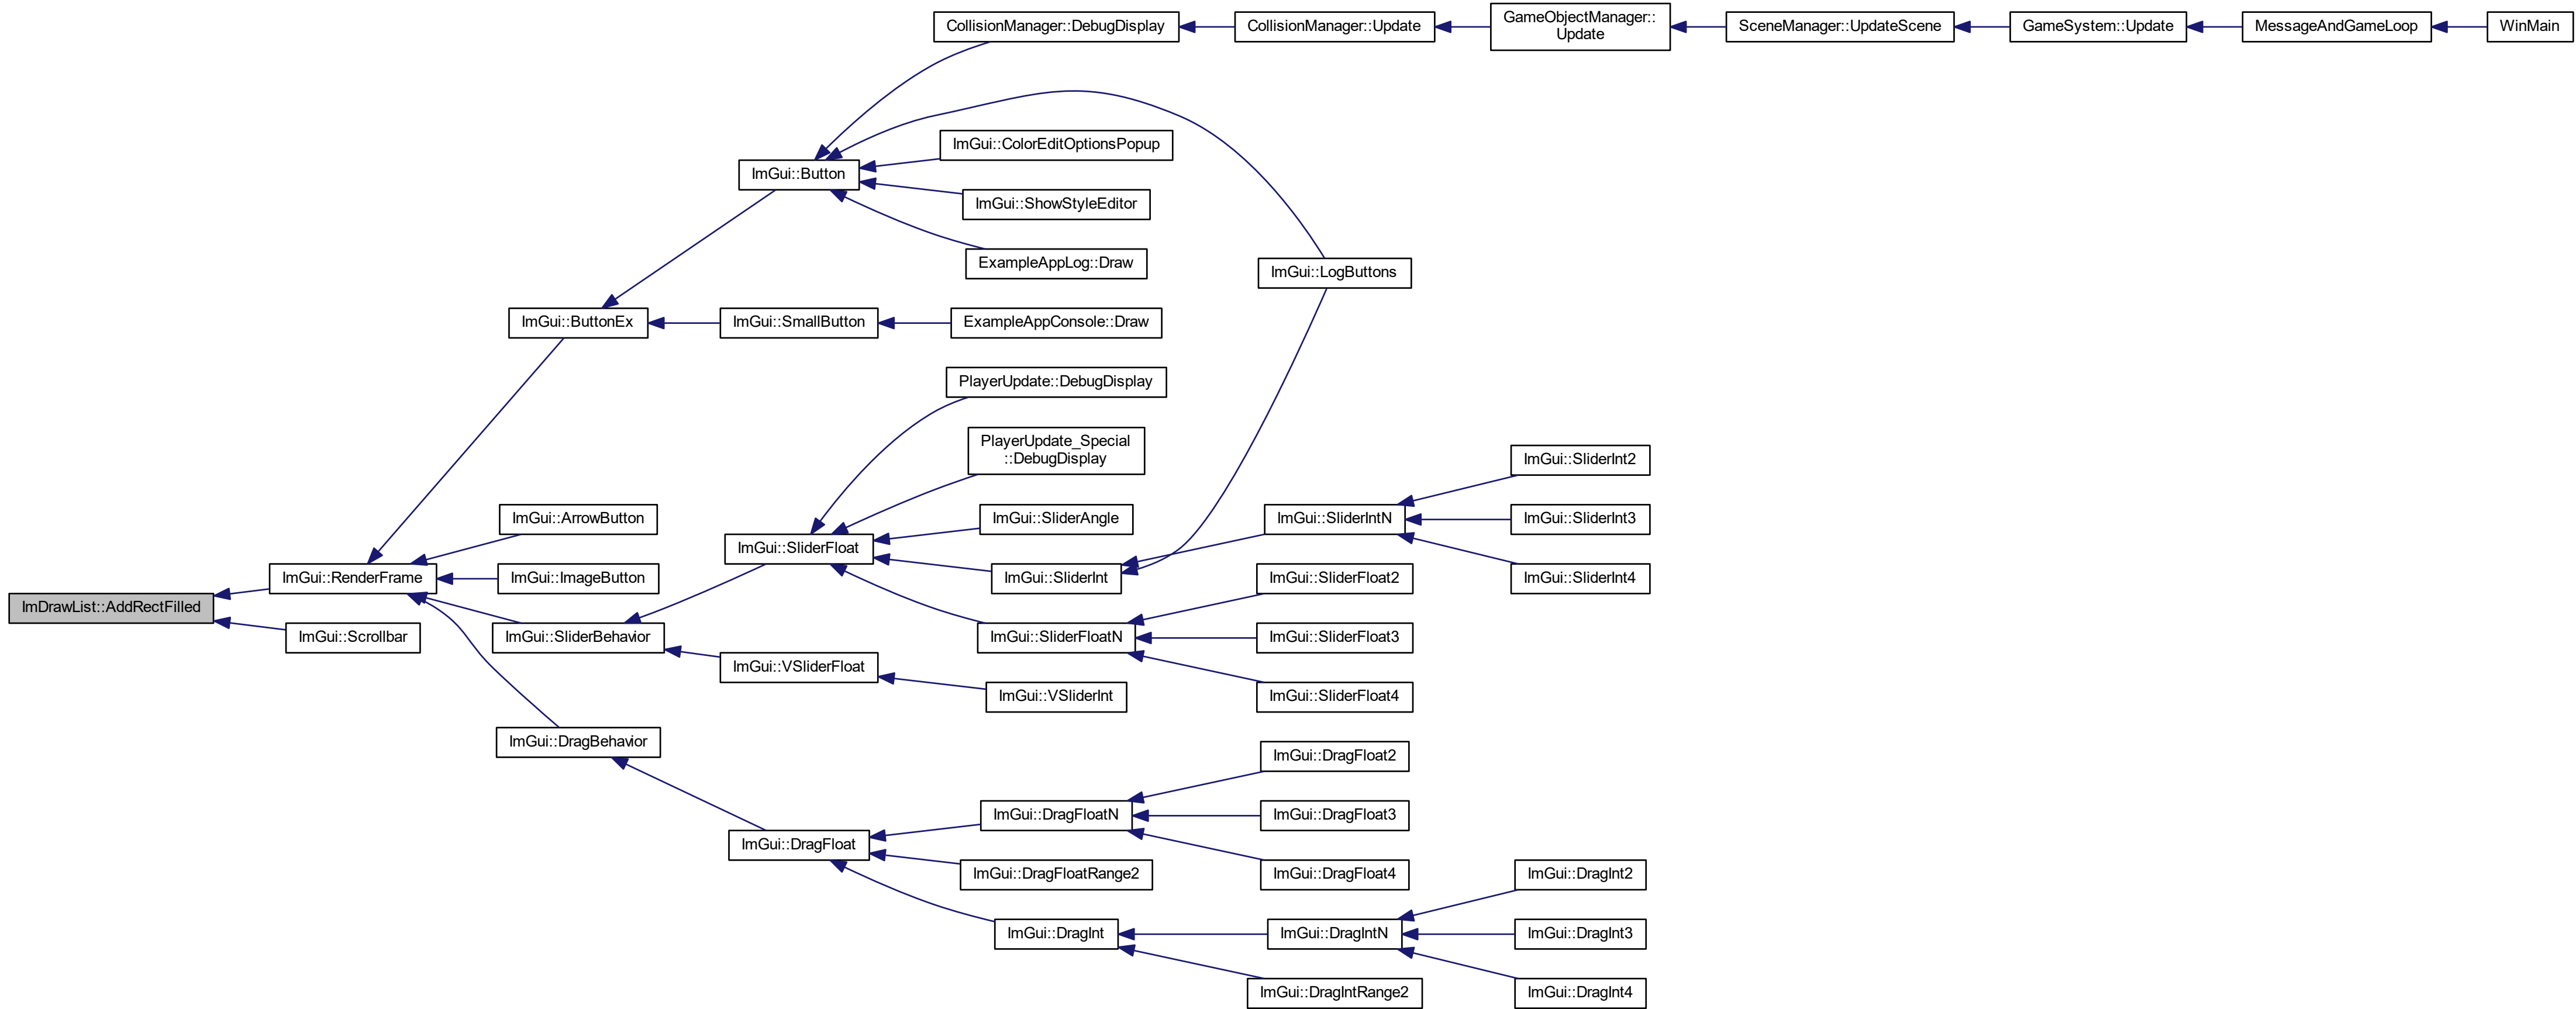 CollisionManager::DebugDisplay
CollisionManager::Update
GameObjectManager::
Update
SceneManager::UpdateScene
GameSystem::Update
MessageAndGameLoop
WinMain
ImGui::ColorEditOptionsPopup
ImGui::Button
ImGui::ShowStyleEditor
ExampleAppLog::Draw
ImGui::LogButtons
ImGui::ButtonEx
ImGui::SmallButton
ExampleAppConsole::Draw
PlayerUpdate::DebugDisplay
PlayerUpdate_Special
::DebugDisplay
ImGui::SliderInt2
ImGui::ArrowButton
ImGui::SliderAngle
ImGui::SliderIntN
ImGui::SliderInt3
ImGui::SliderFloat
ImGui::RenderFrame
ImGui::ImageButton
ImGui::SliderInt
ImGui::SliderFloat2
ImGui::SliderInt4
ImDrawList::AddRectFilled
ImGui::Scrollbar
ImGui::SliderBehavior
ImGui::SliderFloatN
ImGui::SliderFloat3
ImGui::VSliderFloat
ImGui::VSliderInt
ImGui::SliderFloat4
ImGui::DragBehavior
ImGui::DragFloat2
ImGui::DragFloatN
ImGui::DragFloat3
ImGui::DragFloat
ImGui::DragFloatRange2
ImGui::DragFloat4
ImGui::DragInt2
ImGui::DragInt
ImGui::DragIntN
ImGui::DragInt3
ImGui::DragIntRange2
ImGui::DragInt4